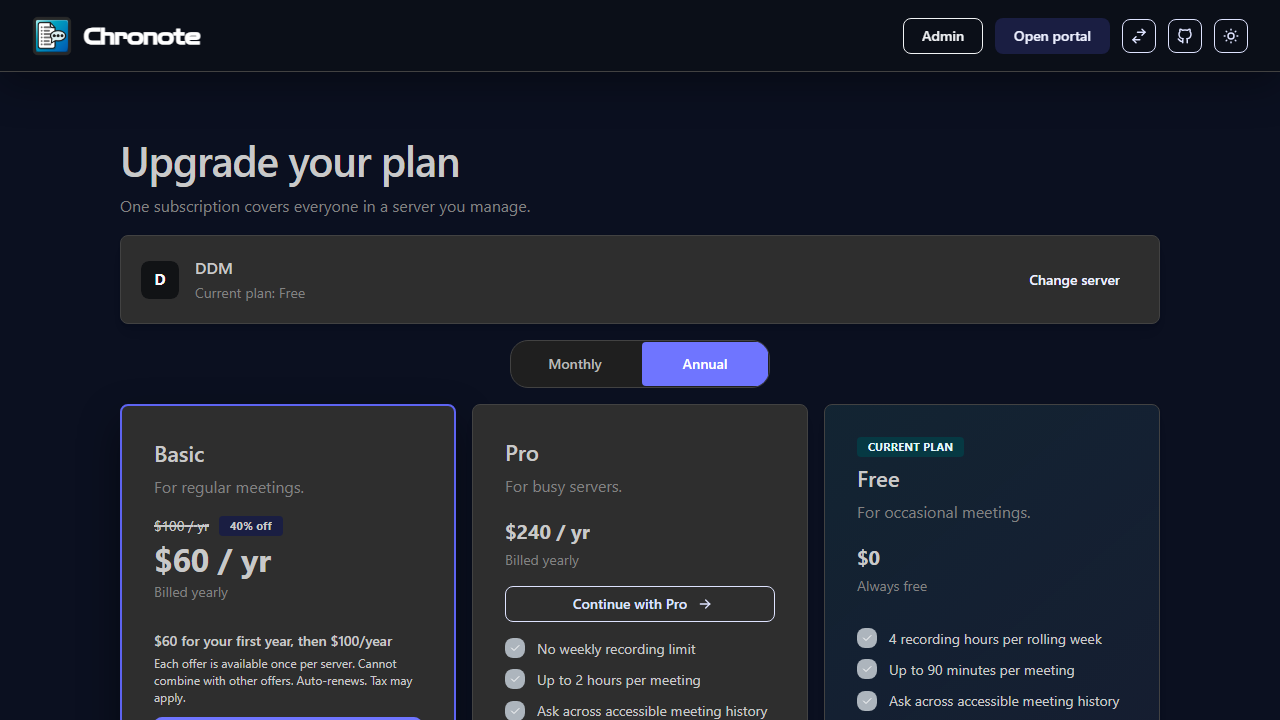 Chronote
Admin
Open portal
Upgrade your plan
One subscription covers everyone in a server you manage.
D
DDM
Current plan: Free
Change server
Monthly
Annual
Basic
For regular meetings.
$100 / yr
40% off
$60 / yr
Billed yearly
$60 for your first year, then $100/year
Each offer is available once per server. Cannot
combine with other offers. Auto-renews. Tax may
apply.
Pro
For busy servers.
$240 / yr
Billed yearly
Continue with Pro →
No weekly recording limit
Up to 2 hours per meeting
Ask across accessible meeting history
CURRENT PLAN
Free
For occasional meetings.
$0
Always free
4 recording hours per rolling week
Up to 90 minutes per meeting
Ask across accessible meeting history